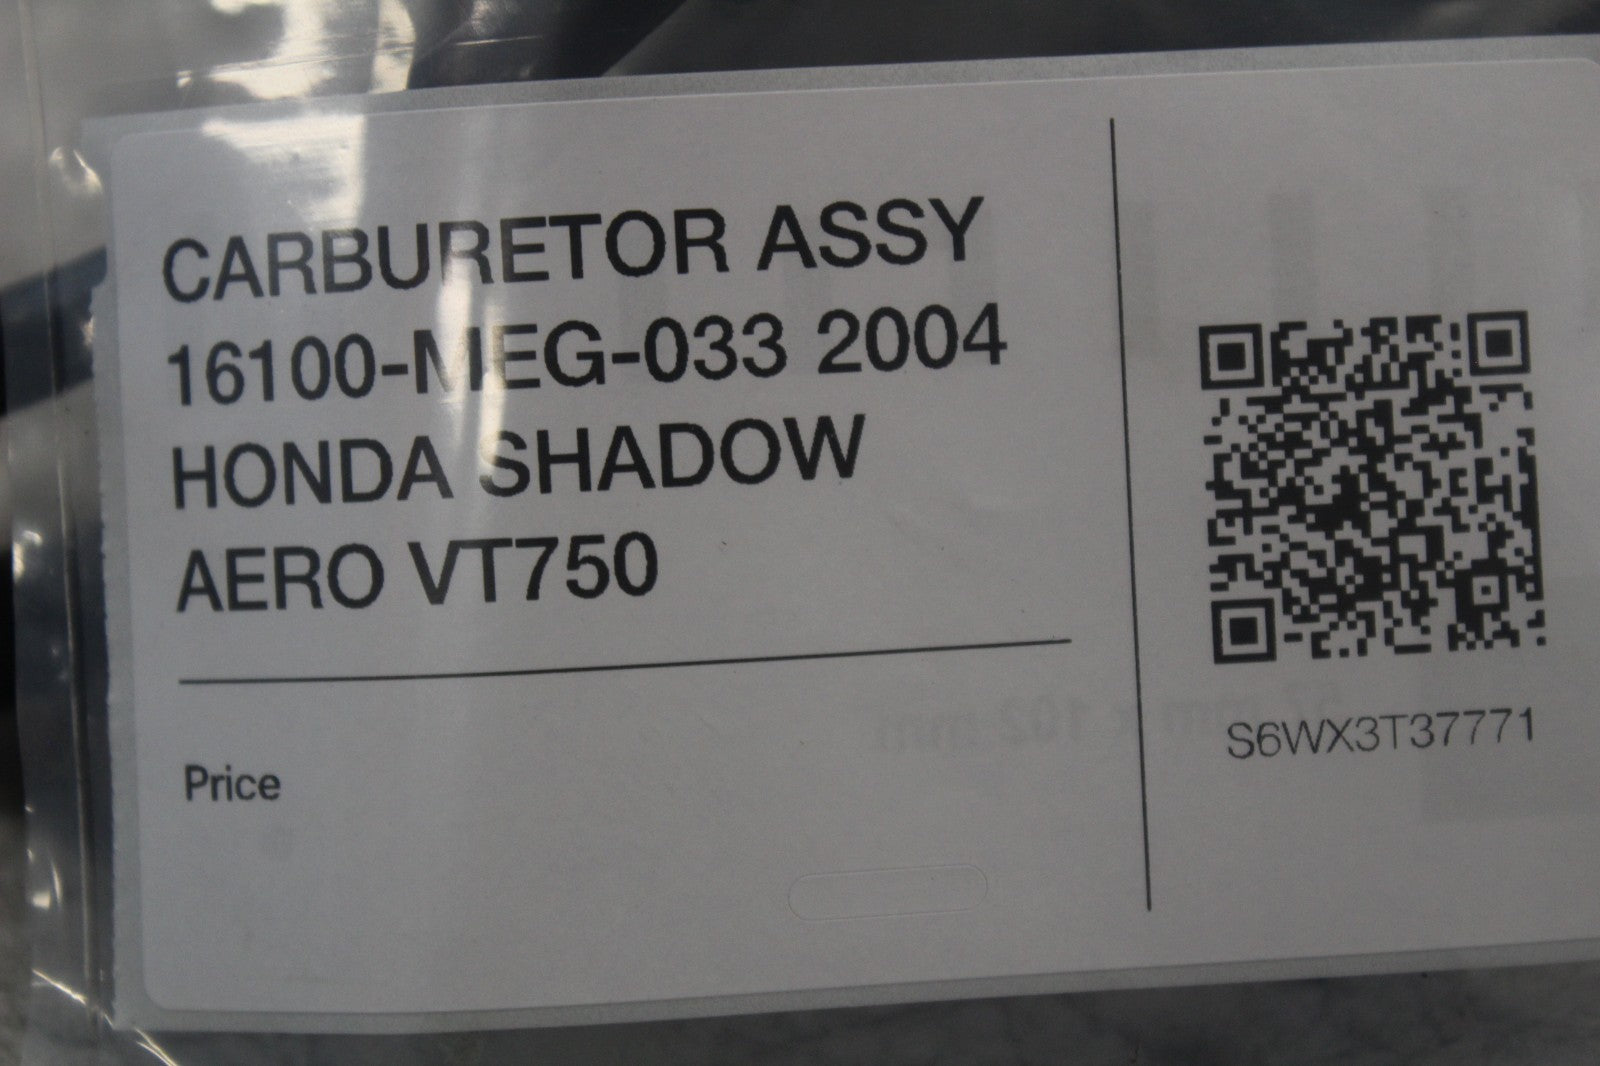 CARBURETOR ASSY
16100-MEG-033 2004
HONDA SHADOW
AERO VT750
Price
S6WX3T37771